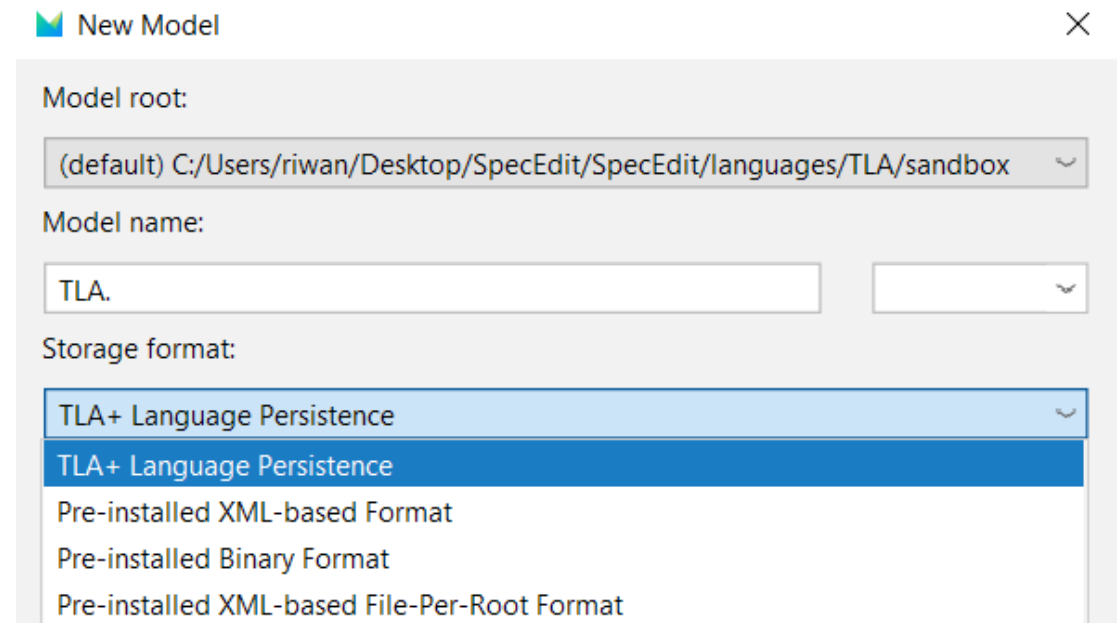 New Model
Model root:
(default) C:/Users/riwan/Desktop/SpecEdit/SpecEdit/languages/TLA/sandbox
Model name:
TLA.
Storage format:
TLA+ Language Persistence
TLA+ Language Persistence
Pre-installed XML-based Format
Pre-installed Binary Format
Pre-installed XML-based File-Per-Root Format